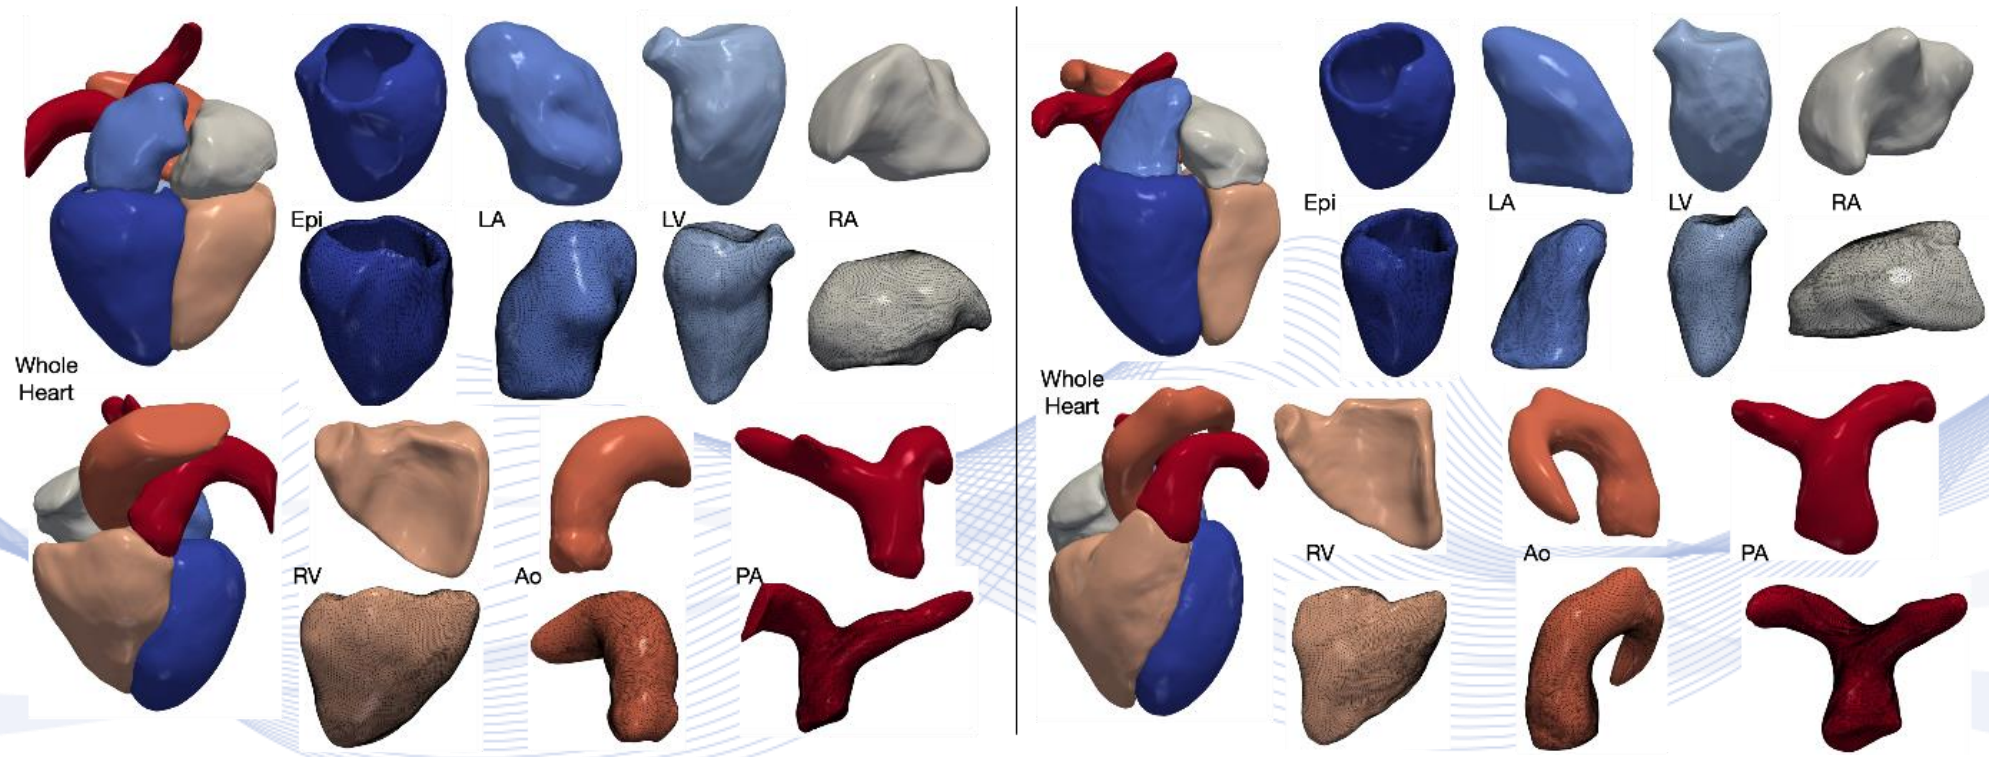 Epi
LA
LV
RA
Whole
Heart
RV
Ao
PA
Epi
LA
LV
RA
Whole
Heart
RV
Ao
PA